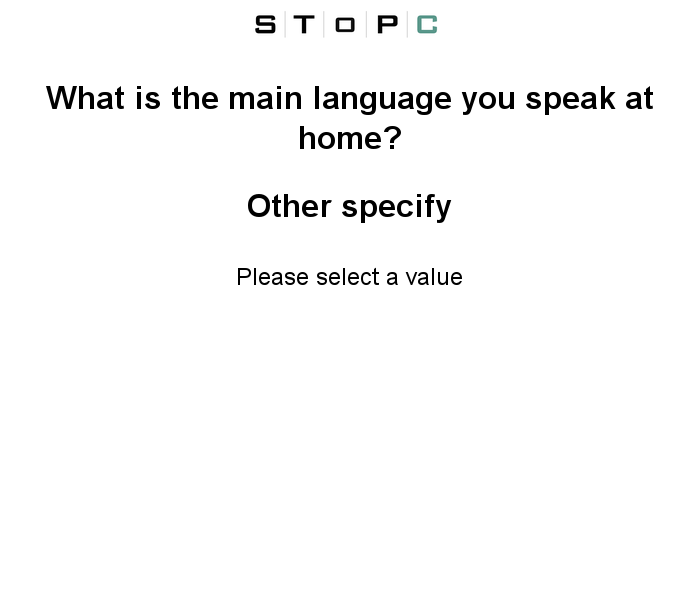 STOPC
What is the main language you speak at
home?
Other specify
Please select a value